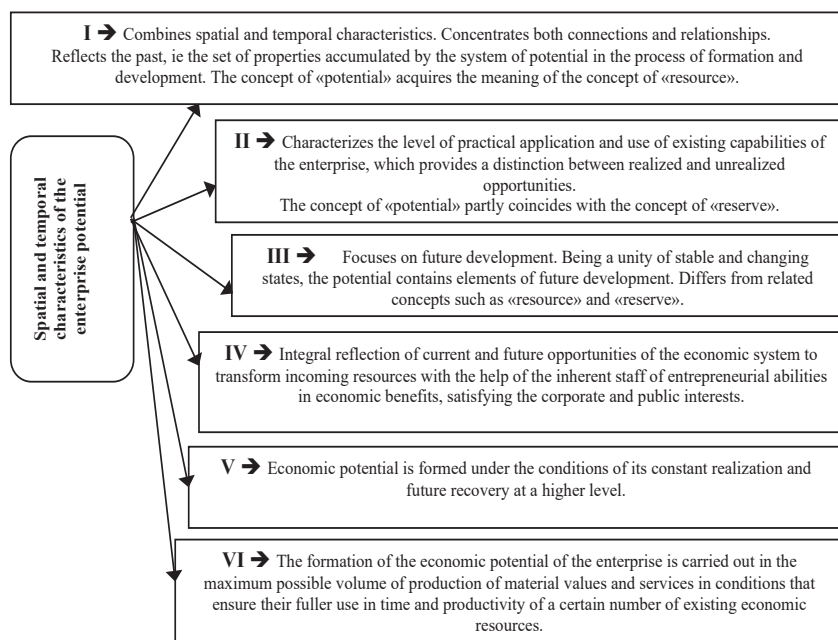 I ➔ Combines spatial and temporal characteristics. Concentrates both connections and relationships.
Reflects the past, ie the set of properties accumulated by the system of potential in the process of formation and
development. The concept of «potential» acquires the meaning of the concept of «resource».
Spatial and temporal
characteristics of the
enterprise potential
II ➔ Characterizes the level of practical application and use of existing capabilities of
the enterprise, which provides a distinction between realized and unrealized
opportunities.
The concept of «potential» partly coincides with the concept of «reserve».
III ➔ Focuses on future development. Being a unity of stable and changing
states, the potential contains elements of future development. Differs from related
concepts such as «resource» and «reserve».
IV ➔ Integral reflection of current and future opportunities of the economic system to
transform incoming resources with the help of the inherent staff of entrepreneurial abilities
in economic benefits, satisfying the corporate and public interests.
V ➔ Economic potential is formed under the conditions of its constant realization and
future recovery at a higher level.
VI ➔ The formation of the economic potential of the enterprise is carried out in the
maximum possible volume of production of material values and services in conditions that
ensure their fuller use in time and productivity of a certain number of existing economic
resources.